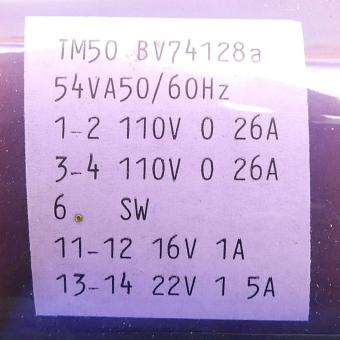 TM50 BV74128a
54VA50/60Hz
1-2 110V 0 26A
3-4 110V 0 26A
6. SW
11-12 16V 1A
13-14 22V 1 5A